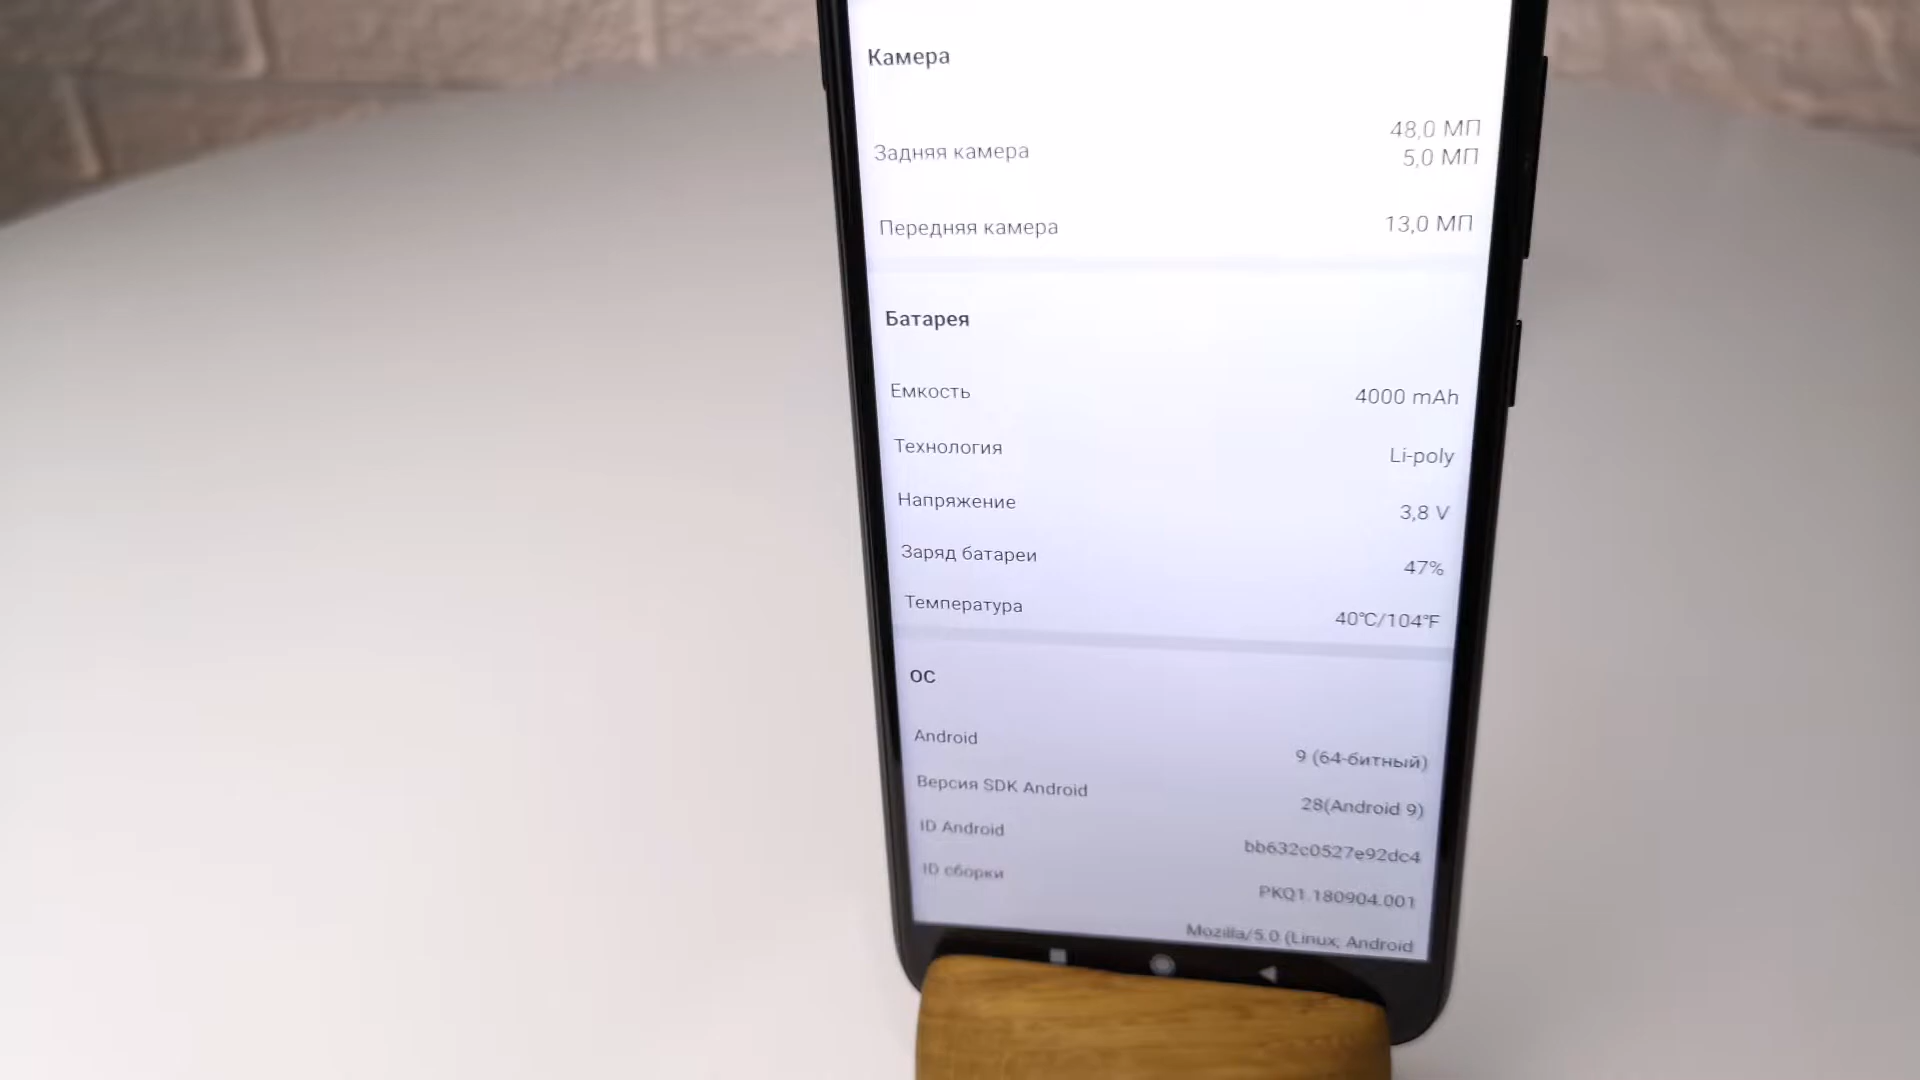 Камера
Задняя камера 48,0 МП
5,0 МП
Передняя камера 13,0 МП
Батарея
Емкость 4000 mAh
Технология Li-poly
Напряжение 3,8 V
Заряд батареи 47%
Температура 40℃/104℉
ОС
Android 9 (64-битный)
Версия SDK Android 28(Android 9)
ID Android bb632c0527e92dc4
ID сборки PKQ1.180904.001
Mozilla/5.0 (Linux; Android